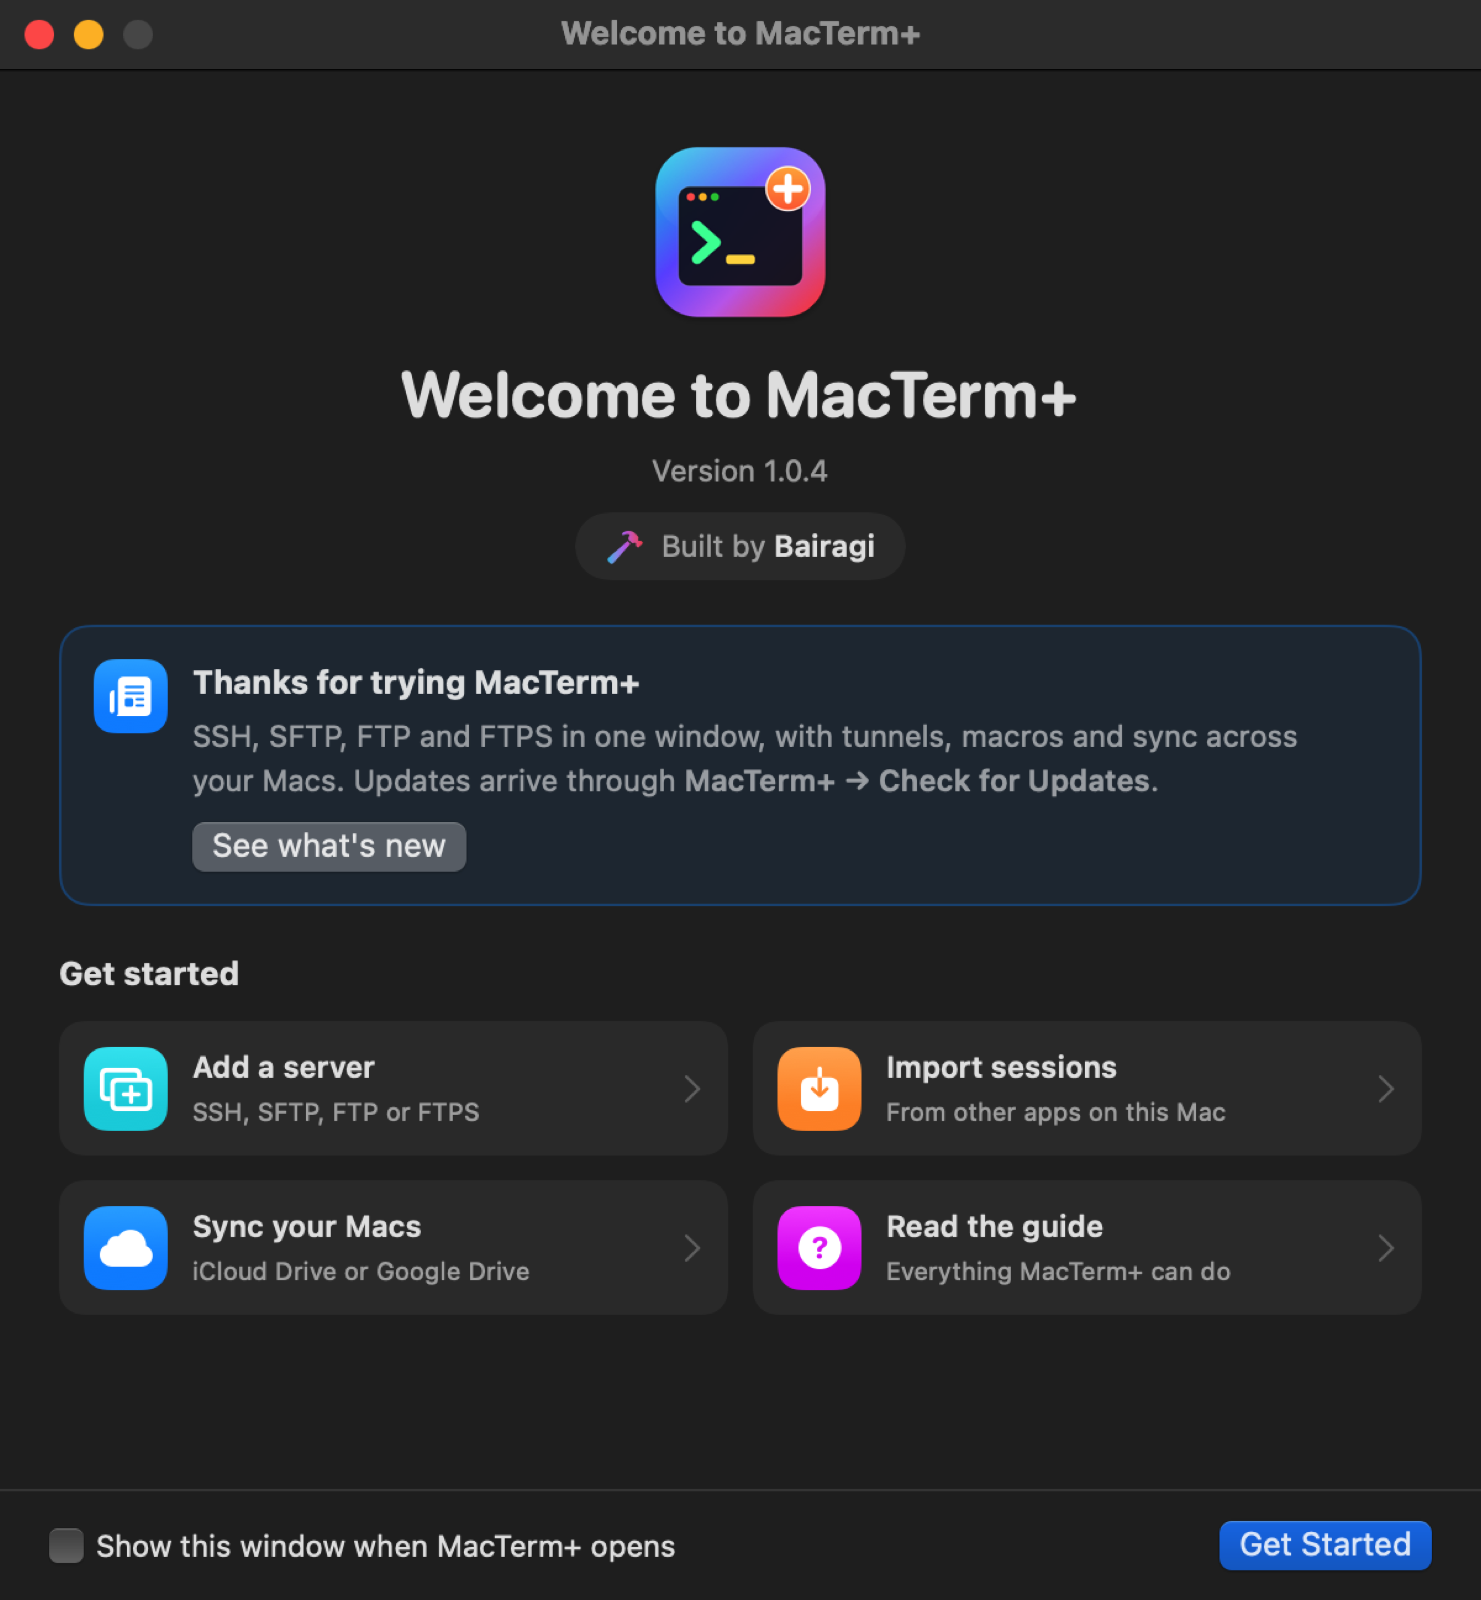 Welcome to MacTerm+
Welcome to MacTerm+
Version 1.0.4
Built by Bairagi
Thanks for trying MacTerm+
SSH, SFTP, FTP and FTPS in one window, with tunnels, macros and sync across
your Macs. Updates arrive through MacTerm+ → Check for Updates.
See what's new
Get started
Add a server
SSH, SFTP, FTP or FTPS
Import sessions
From other apps on this Mac
Sync your Macs
iCloud Drive or Google Drive
Read the guide
Everything MacTerm+ can do
Show this window when MacTerm+ opens
Get Started